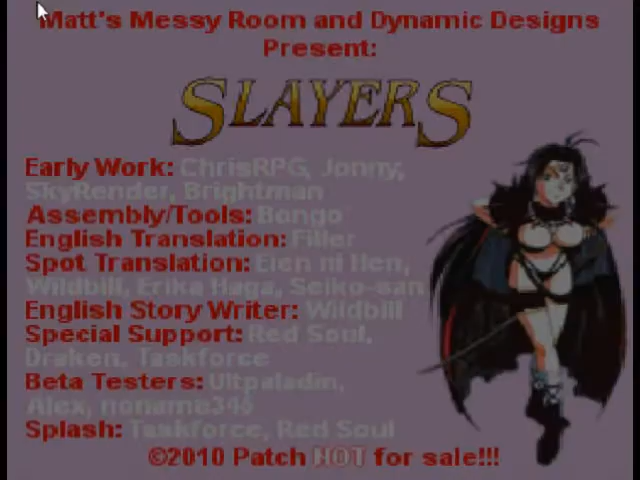 Matt's Messy Room and Dynamic Designs
Present:
SLAYERS
Early Work: ChrisRPG, Jonny,
SkyRender, Brightman
Assembly/Tools: Bongo
English Translation: Filler
Spot Translation: Eien ni Hen,
Wildbill, Erika Haga, Seiko-san
English Story Writer: Wildbill
Special Support: Red Soul,
Draken, Taskforce
Beta Testers: Ultpaladin,
Alex, noname346
Splash: Taskforce, Red Soul
©2010 Patch NOT for sale!!!